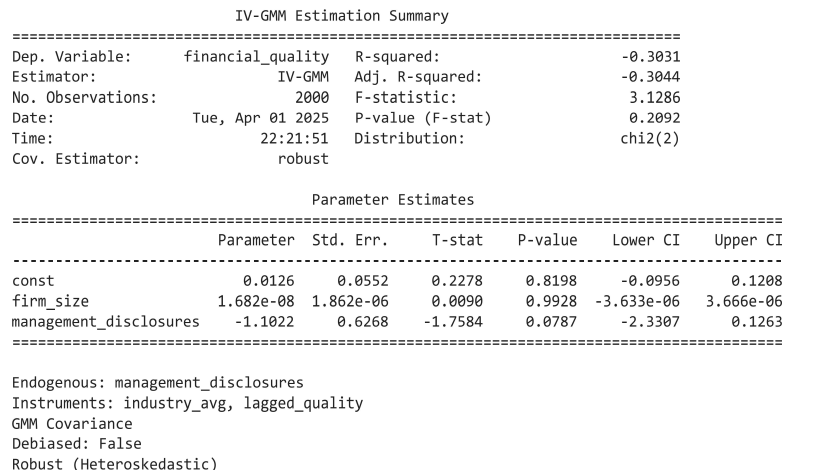 IV-GMM Estimation Summary
==============================================================================
Dep. Variable: financial_quality R-squared: -0.3031
Estimator: IV-GMM Adj. R-squared: -0.3044
No. Observations: 2000 F-statistic: 3.1286
Date: Tue, Apr 01 2025 P-value (F-stat) 0.2092
Time: 22:21:51 Distribution: chi2(2)
Cov. Estimator: robust
Parameter Estimates
==========================================================================================
Parameter Std. Err. T-stat P-value Lower CI Upper CI
------------------------------------------------------------------------------------------
const 0.0126 0.0552 0.2278 0.8198 -0.0956 0.1208
firm_size 1.682e-08 1.862e-06 0.0090 0.9928 -3.633e-06 3.666e-06
management_disclosures -1.1022 0.6268 -1.7584 0.0787 -2.3307 0.1263
==========================================================================================
Endogenous: management_disclosures
Instruments: industry_avg, lagged_quality
GMM Covariance
Debiased: False
Robust (Heteroskedastic)